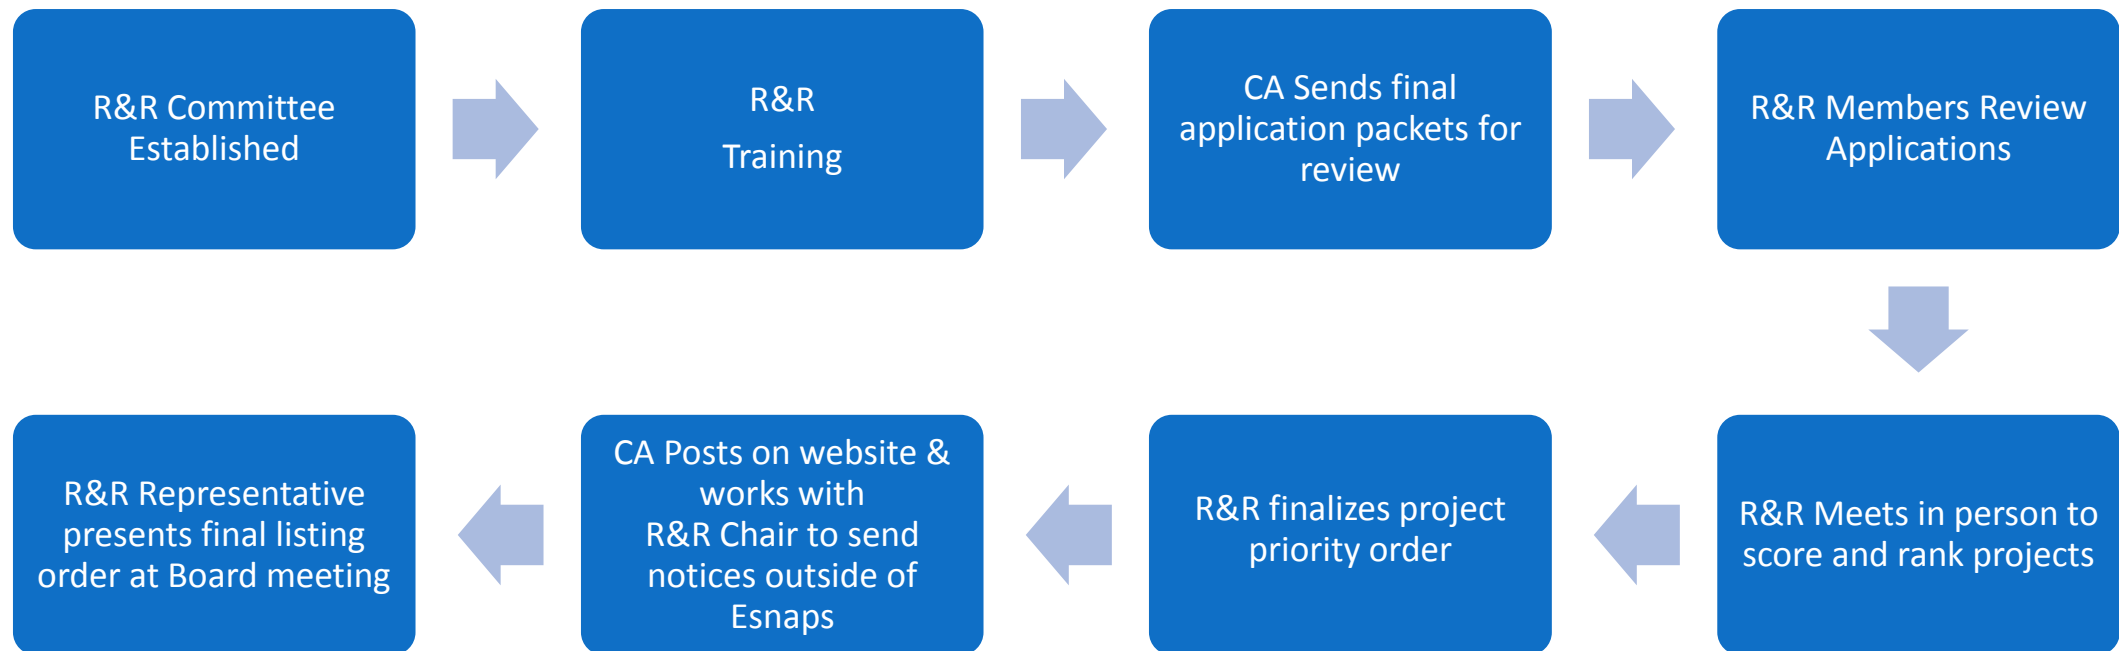 R&R Committee
Established
R&R
Training
CA Sends final
application packets for
review
R&R Members Review
Applications
R&R Meets in person to
score and rank projects
R&R finalizes project
priority order
CA Posts on website &
works with
R&R Chair to send
notices outside of
Esnaps
R&R Representative
presents final listing
order at Board meeting